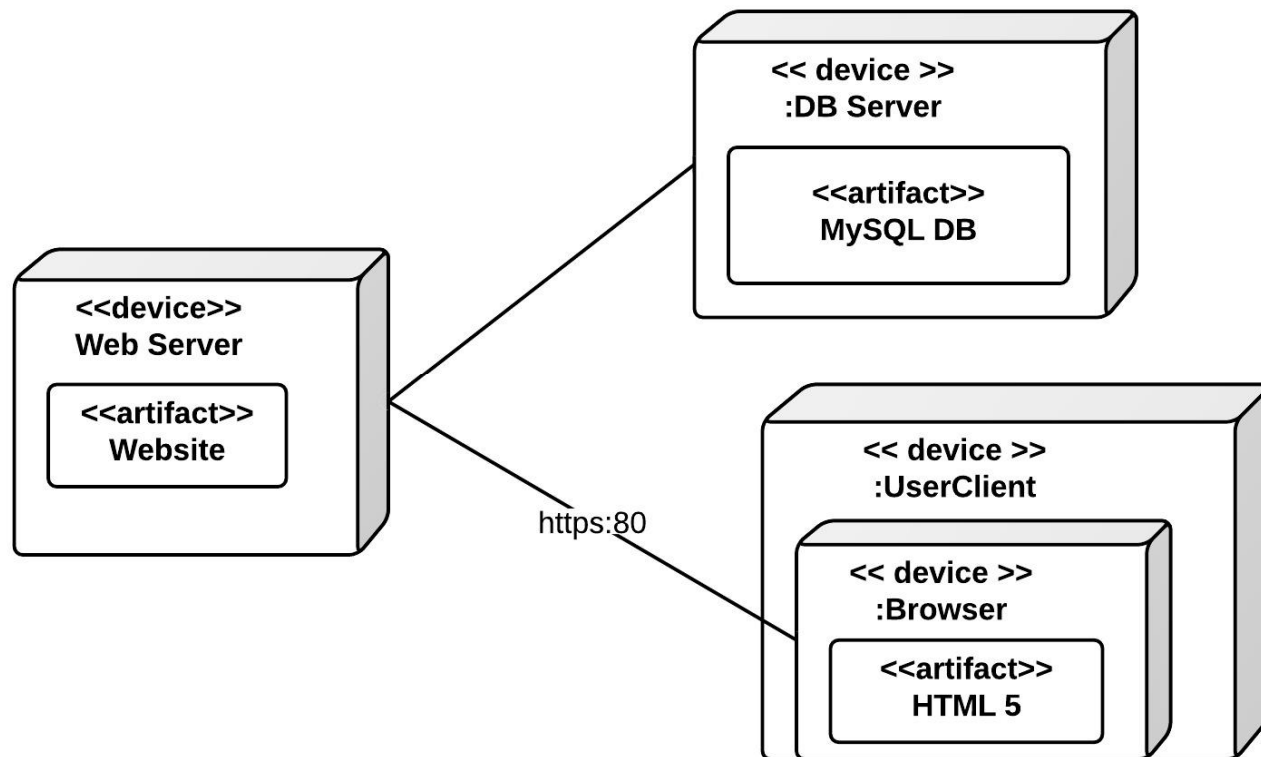 << device >>
:DB Server
<<artifact>>
MySQL DB
<<device>>
Web Server
<<artifact>>
Website
https:80
<< device >>
:UserClient
<< device >>
:Browser
<<artifact>>
HTML 5